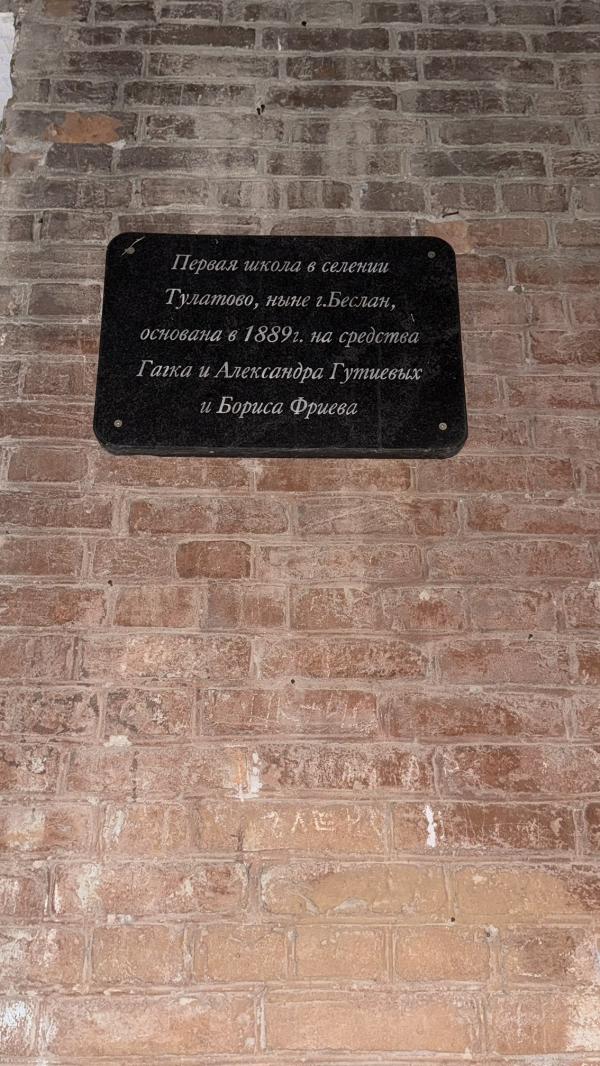 Первая школа в селении
Тулатово, ныне г.Беслан,
основана в 1889г. на средства
Гагка и Александра Гутиевых
и Бориса Фриева